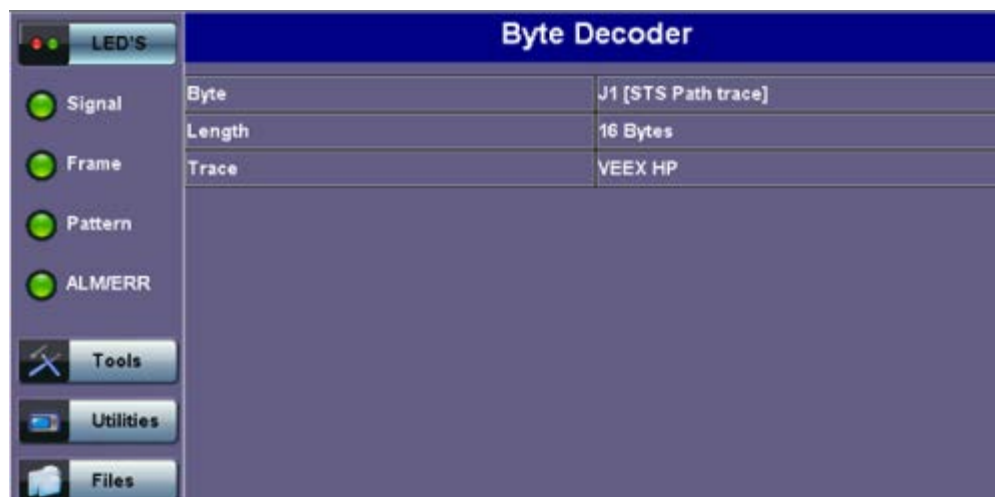 LED'S
Signal
Frame
Pattern
ALM/ERR
Tools
Utilities
Files
Byte Decoder
Byte J1 [STS Path trace]
Length 16 Bytes
Trace VEEX HP